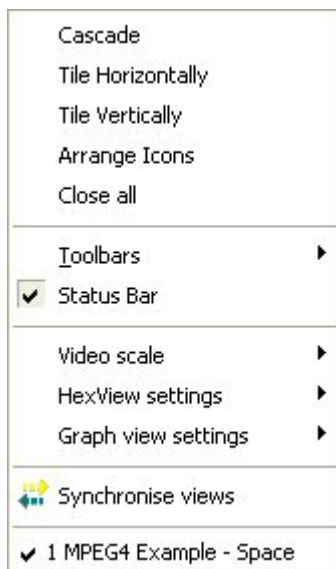 Cascade
Tile Horizontally
Tile Vertically
Arrange Icons
Close all
Toolbars
Status Bar
Video scale
HexView settings
Graph view settings
Synchronise views
1 MPEG4 Example - Space